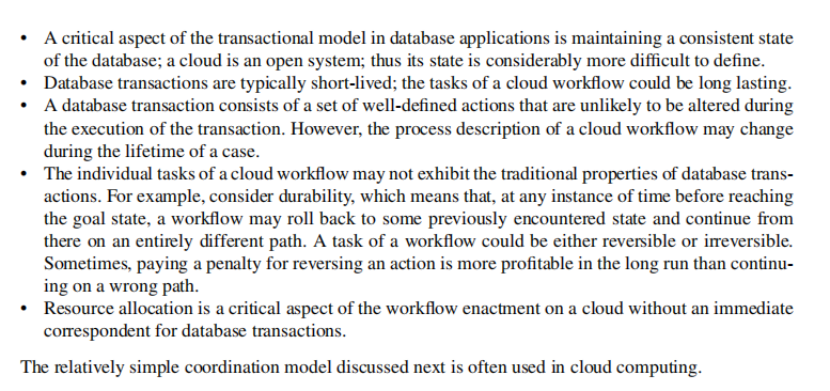 • A critical aspect of the transactional model in database applications is maintaining a consistent state
of the database; a cloud is an open system; thus its state is considerably more difficult to define.
• Database transactions are typically short-lived; the tasks of a cloud workflow could be long lasting.
• A database transaction consists of a set of well-defined actions that are unlikely to be altered during
the execution of the transaction. However, the process description of a cloud workflow may change
during the lifetime of a case.
• The individual tasks of a cloud workflow may not exhibit the traditional properties of database trans-
actions. For example, consider durability, which means that, at any instance of time before reaching
the goal state, a workflow may roll back to some previously encountered state and continue from
there on an entirely different path. A task of a workflow could be either reversible or irreversible.
Sometimes, paying a penalty for reversing an action is more profitable in the long run than continu-
ing on a wrong path.
• Resource allocation is a critical aspect of the workflow enactment on a cloud without an immediate
correspondent for database transactions.
The relatively simple coordination model discussed next is often used in cloud computing.